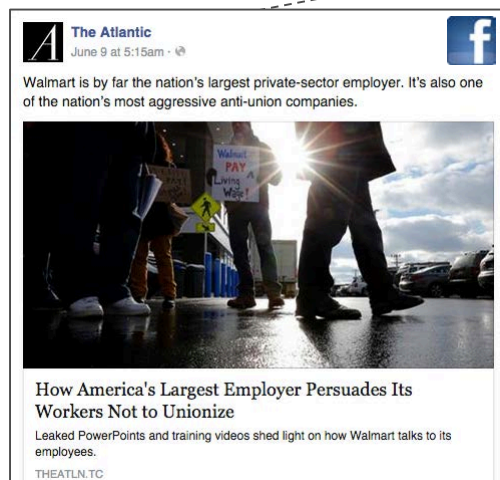 The Atlantic
June 9 at 5:15am ·
Walmart is by far the nation's largest private-sector employer. It's also one
of the nation's most aggressive anti-union companies.
Walmart
PAY
A
Living
Wage!
How America's Largest Employer Persuades Its
Workers Not to Unionize
Leaked PowerPoints and training videos shed light on how Walmart talks to its
employees.
THEATLN.TC